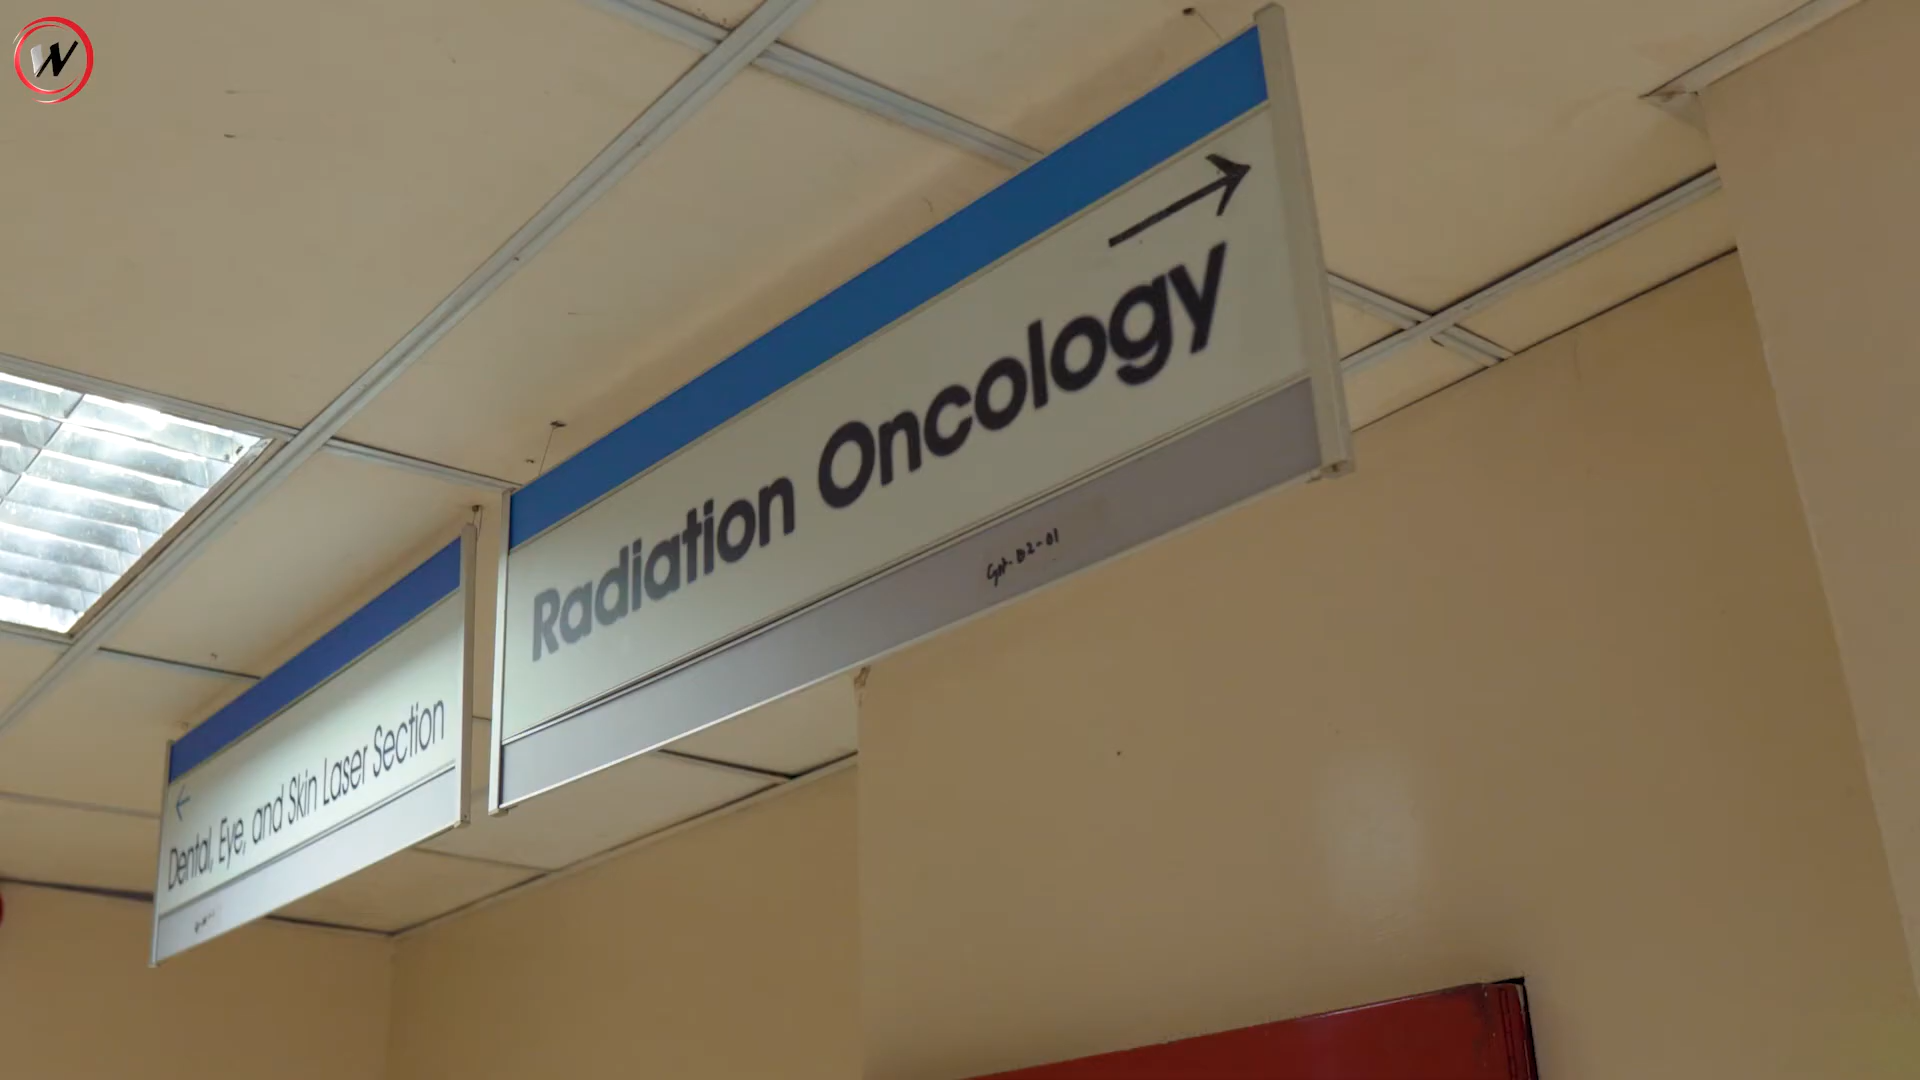 Radiation Oncology
Dental, Eye, and Skin Laser Section